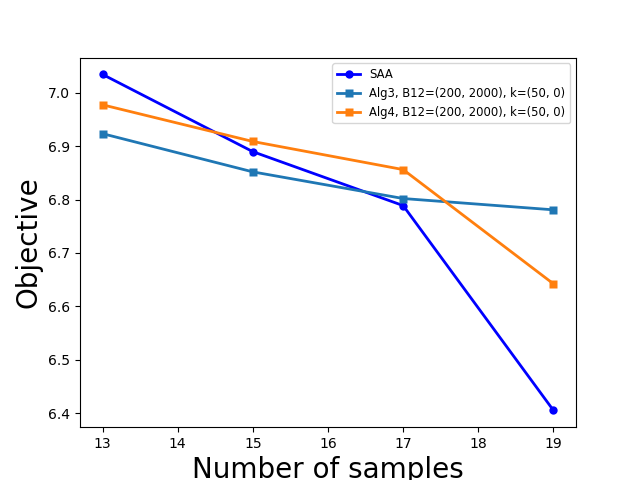 SAA
Alg3, B12=(200, 2000), k=(50, 0)
Alg4, B12=(200, 2000), k=(50, 0)
Objective
7.0
6.9
6.8
6.7
6.6
6.5
6.4
13 14 15 16 17 18 19
Number of samples